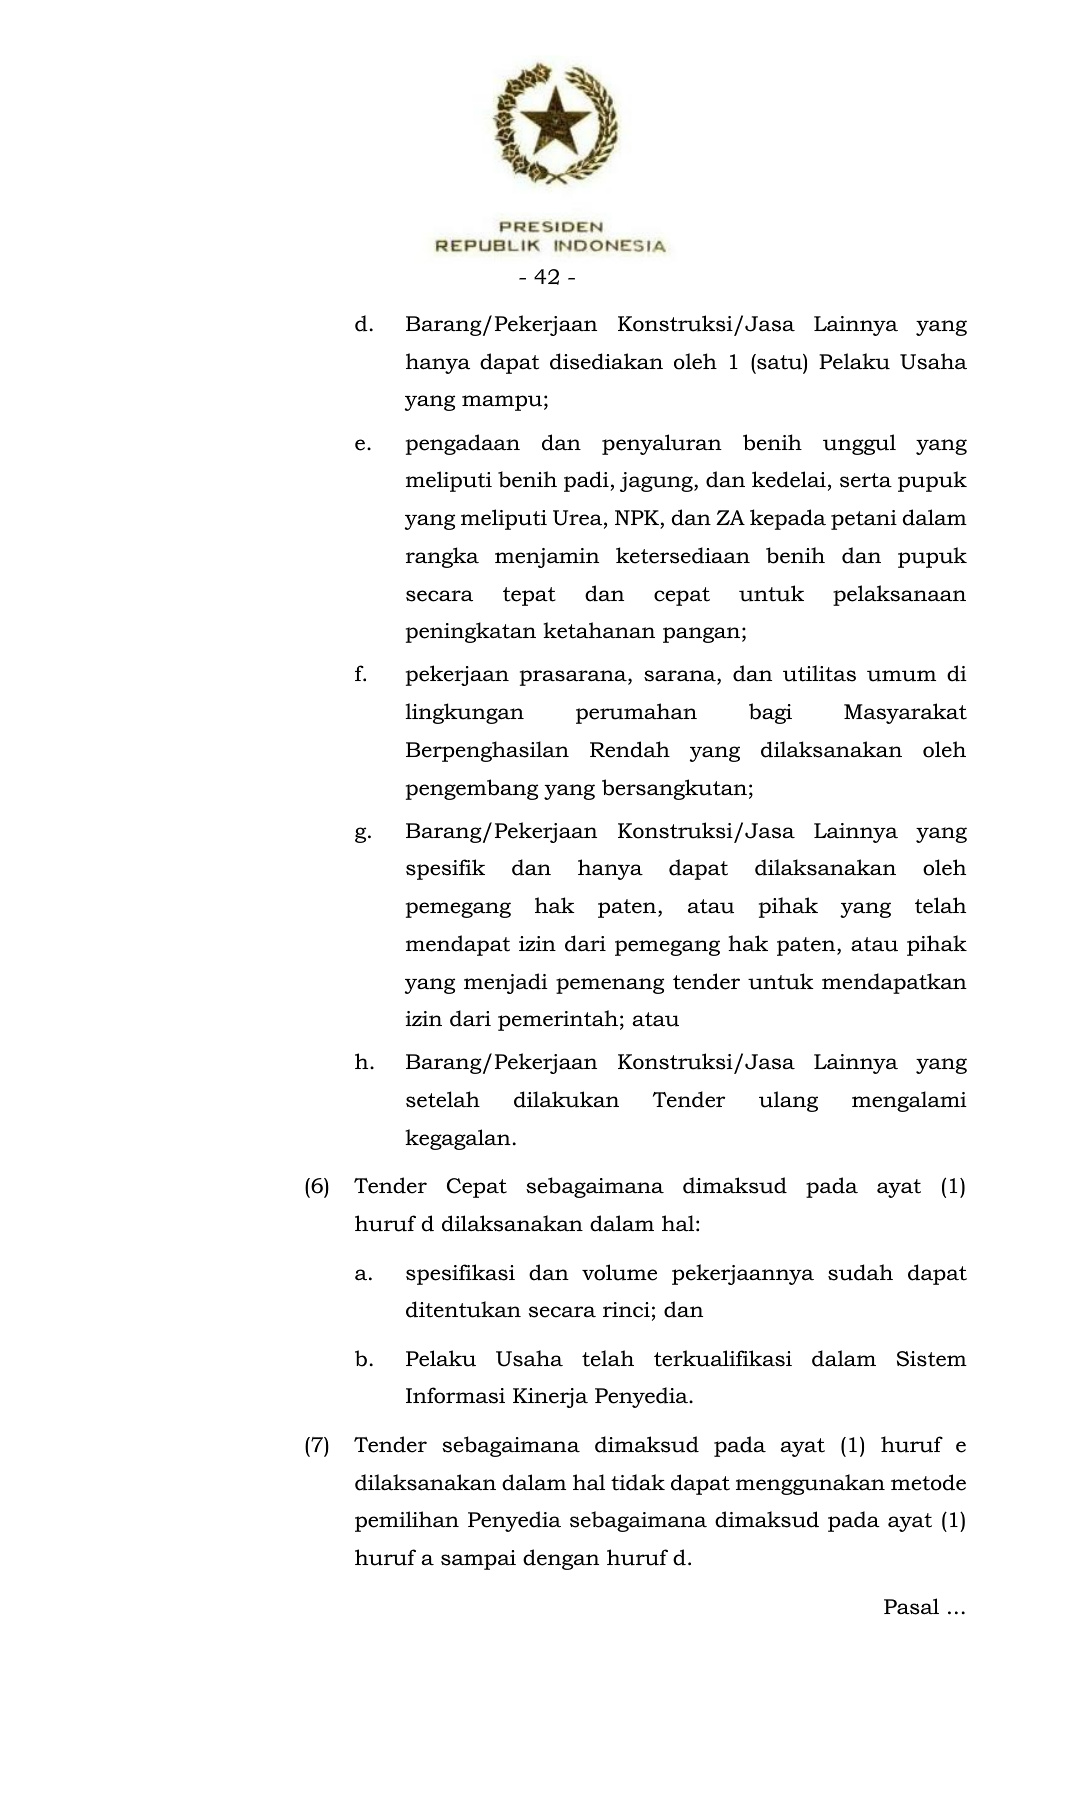 PRESIDEN
REPUBLIK INDONESIA
- 42 -
d. Barang/Pekerjaan Konstruksi/Jasa Lainnya yang
hanya dapat disediakan oleh 1 (satu) Pelaku Usaha
yang mampu;
e. pengadaan dan penyaluran benih unggul yang
meliputi benih padi, jagung, dan kedelai, serta pupuk
yang meliputi Urea, NPK, dan ZA kepada petani dalam
rangka menjamin ketersediaan benih dan pupuk
secara tepat dan cepat untuk pelaksanaan
peningkatan ketahanan pangan;
f. pekerjaan prasarana, sarana, dan utilitas umum di
lingkungan perumahan bagi Masyarakat
Berpenghasilan Rendah yang dilaksanakan oleh
pengembang yang bersangkutan;
g. Barang/Pekerjaan Konstruksi/Jasa Lainnya yang
spesifik dan hanya dapat dilaksanakan oleh
pemegang hak paten, atau pihak yang telah
mendapat izin dari pemegang hak paten, atau pihak
yang menjadi pemenang tender untuk mendapatkan
izin dari pemerintah; atau
h. Barang/Pekerjaan Konstruksi/Jasa Lainnya yang
setelah dilakukan Tender ulang mengalami
kegagalan.
(6) Tender Cepat sebagaimana dimaksud pada ayat (1)
huruf d dilaksanakan dalam hal:
a. spesifikasi dan volume pekerjaannya sudah dapat
ditentukan secara rinci; dan
b. Pelaku Usaha telah terkualifikasi dalam Sistem
Informasi Kinerja Penyedia.
(7) Tender sebagaimana dimaksud pada ayat (1) huruf e
dilaksanakan dalam hal tidak dapat menggunakan metode
pemilihan Penyedia sebagaimana dimaksud pada ayat (1)
huruf a sampai dengan huruf d.
Pasal ...